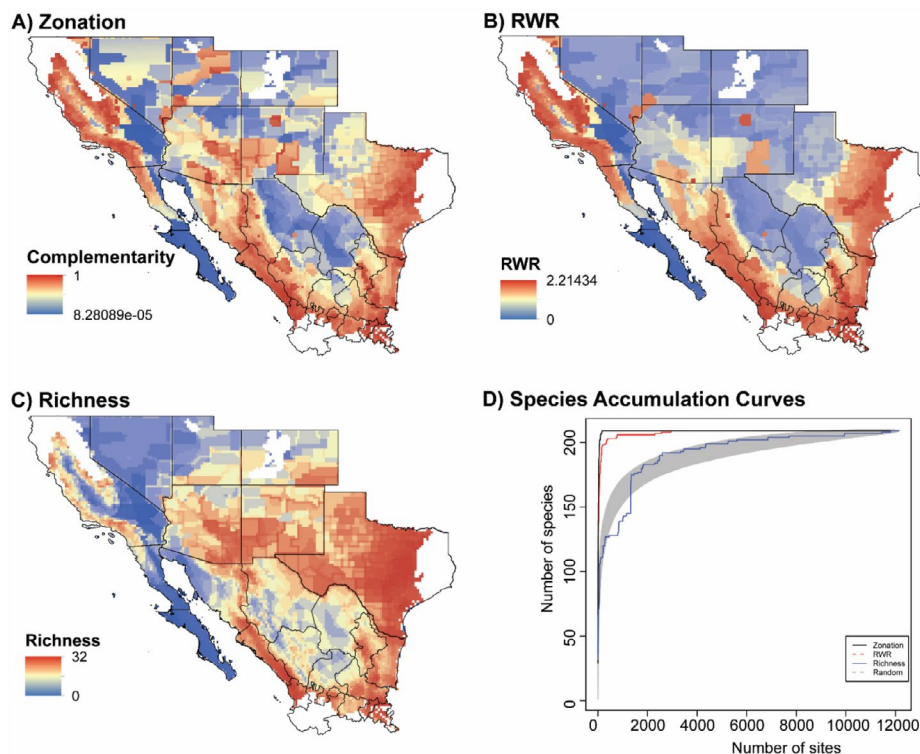 A) Zonation
B) RWR
Complementarity
1
8.28089e-05
RWR
2.21434
0
C) Richness
D) Species Accumulation Curves
Richness
32
0
Number of species
200
150
100
50
0
Zonation
RWR
Richness
Random
0 2000 4000 6000 8000 10000 12000
Number of sites